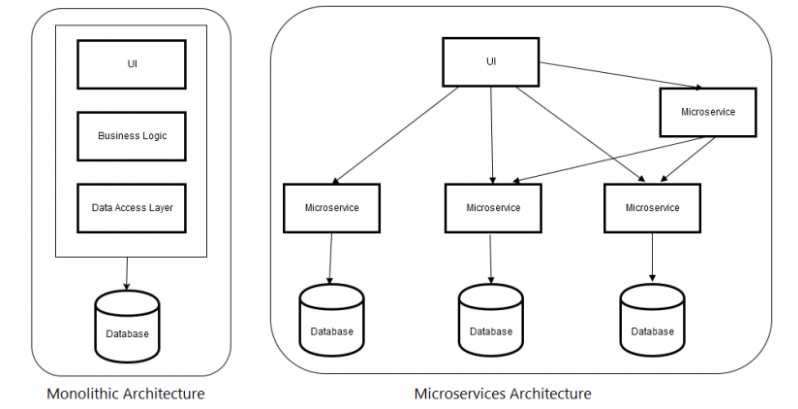 UI
Business Logic
Data Access Layer
Database
Monolithic Architecture
UI
Microservice
Microservice
Microservice
Microservice
Database
Database
Database
Microservices Architecture